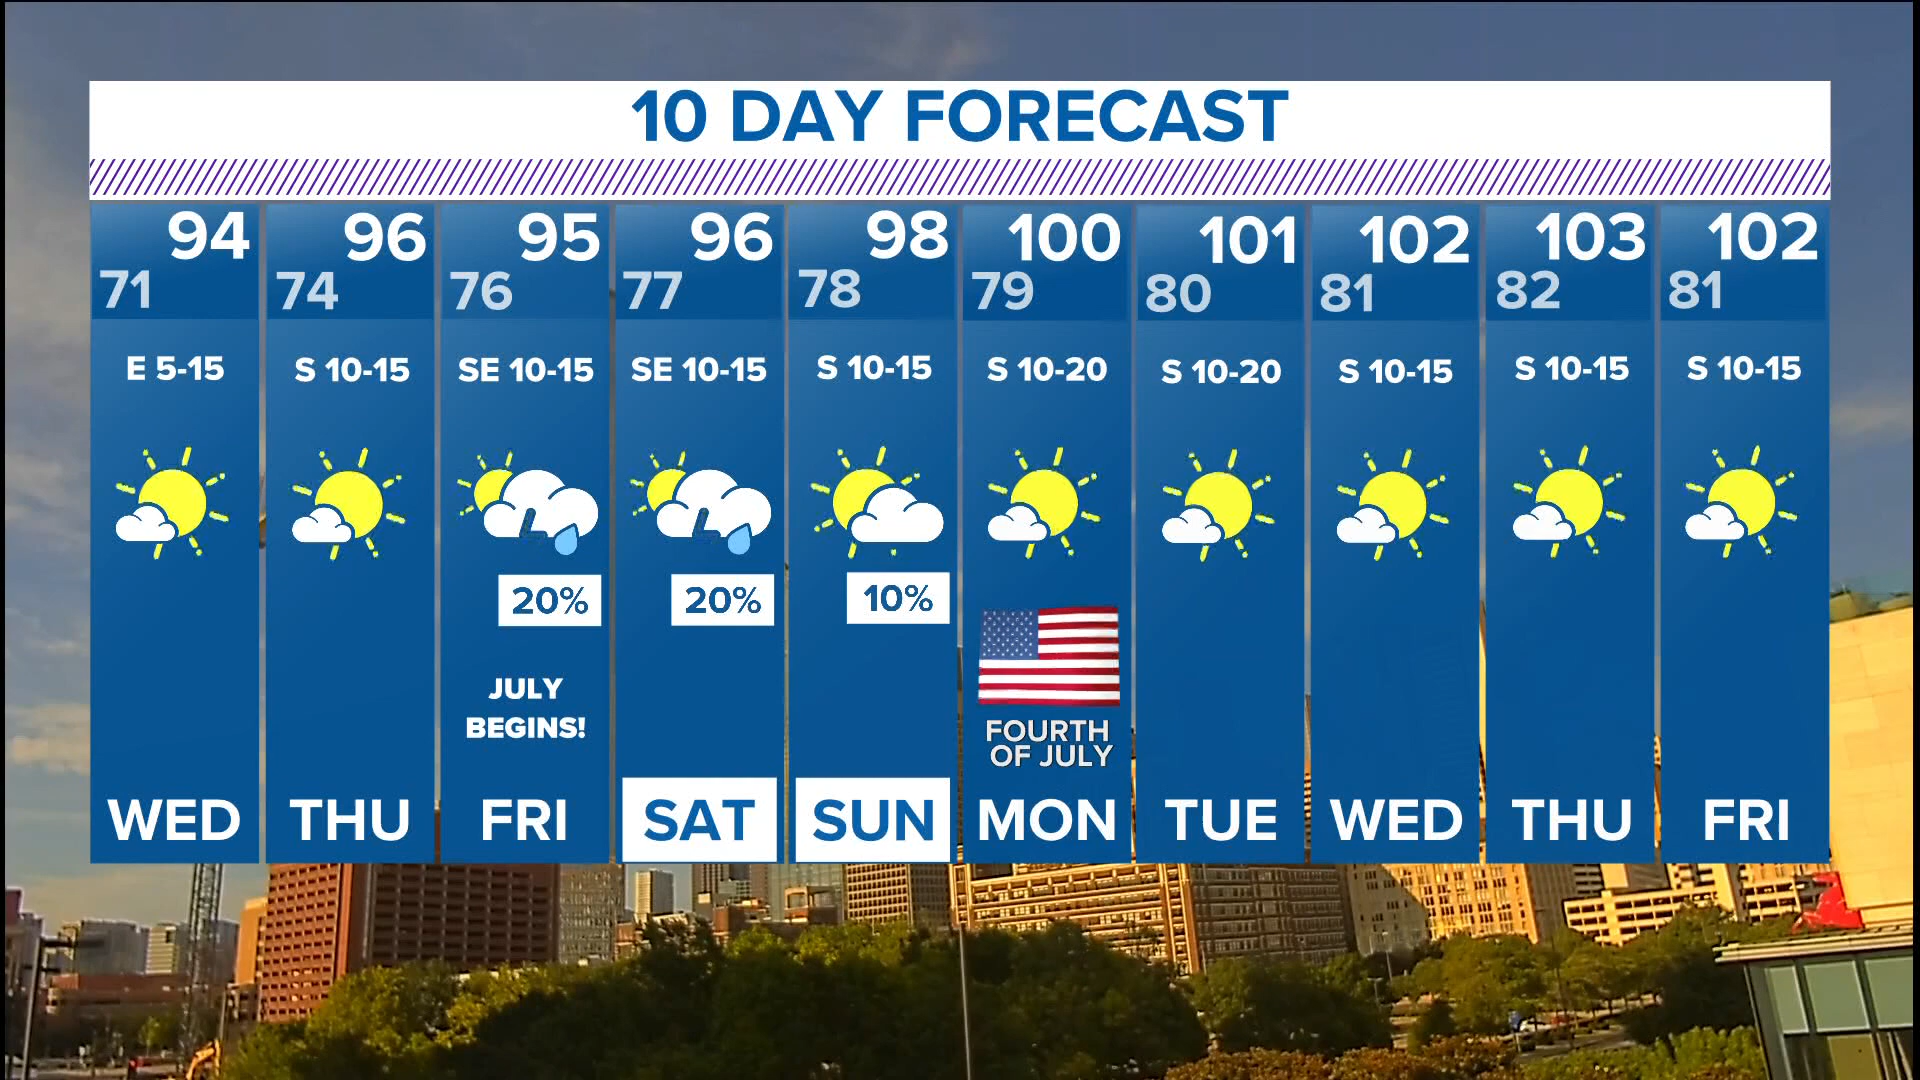 10 DAY FORECAST
94 96 95 96 98 100 101 102 103 102
71 74 76 77 78 79 80 81 82 81
E 5-15 S 10-15 SE 10-15 SE 10-15 S 10-15 S 10-20 S 10-20 S 10-15 S 10-15 S 10-15
20% 20% 10%
JULY
BEGINS!
FOURTH
OF JULY
WED THU FRI SAT SUN MON TUE WED THU FRI